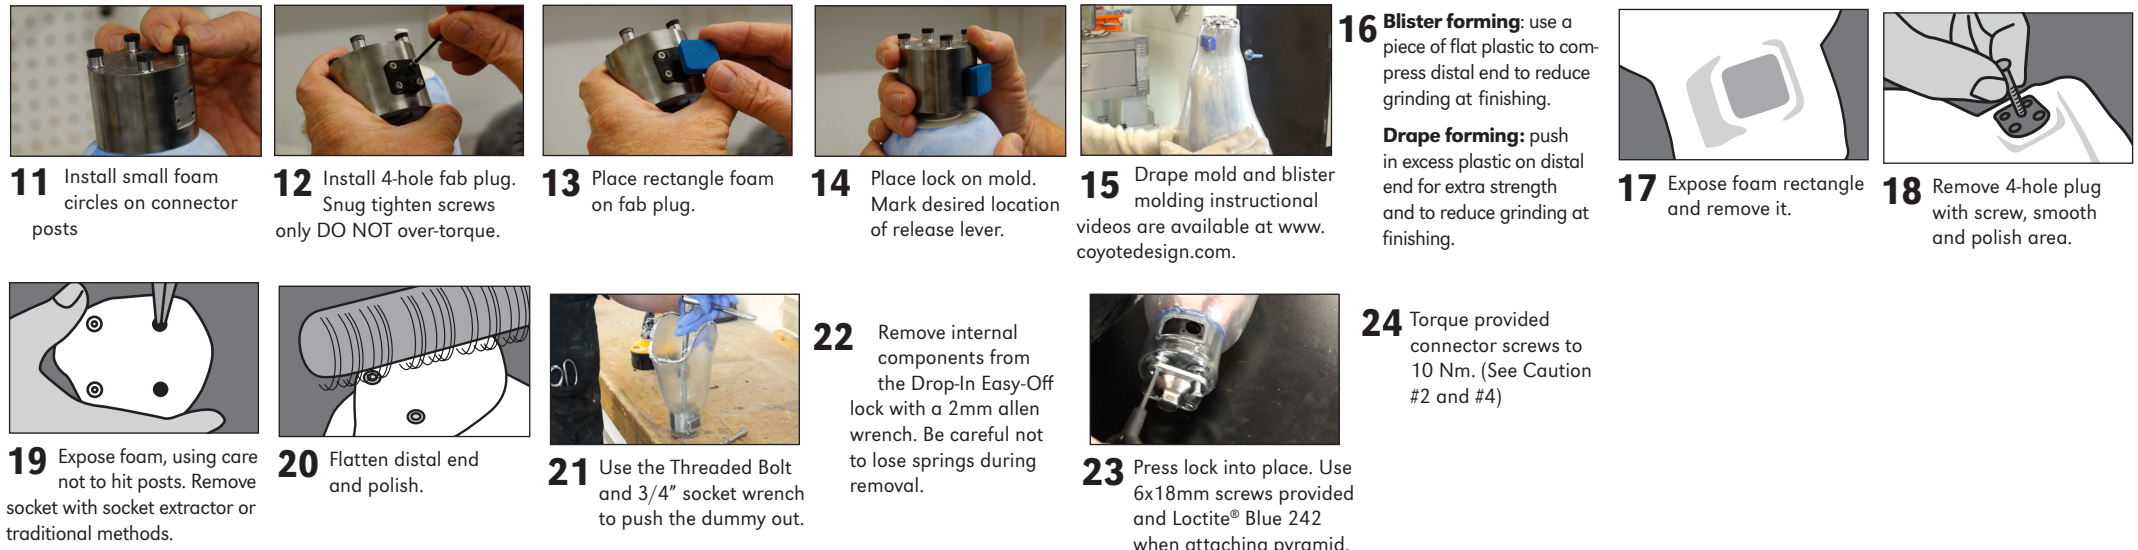 11 Install small foam
circles on connector
posts
12 Install 4-hole fab plug.
Snug tighten screws
only DO NOT over-torque.
13 Place rectangle foam
on fab plug.
14 Place lock on mold.
Mark desired location
of release lever.
15 Drape mold and blister
molding instructional
videos are available at www.
coyotedesign.com.
16 Blister forming: use a
piece of flat plastic to com-
press distal end to reduce
grinding at finishing.
Drape forming: push
in excess plastic on distal
end for extra strength
and to reduce grinding at
finishing.
17 Expose foam rectangle
and remove it.
18 Remove 4-hole plug
with screw, smooth
and polish area.
19 Expose foam, using care
not to hit posts. Remove
socket with socket extractor or
traditional methods.
20 Flatten distal end
and polish.
21 Use the Threaded Bolt
and 3/4″ socket wrench
to push the dummy out.
22 Remove internal
components from
the Drop-In Easy-Off
lock with a 2mm allen
wrench. Be careful not
to lose springs during
removal.
23 Press lock into place. Use
6x18mm screws provided
and Loctite® Blue 242
when attaching pyramid.
24 Torque provided
connector screws to
10 Nm. (See Caution
#2 and #4)